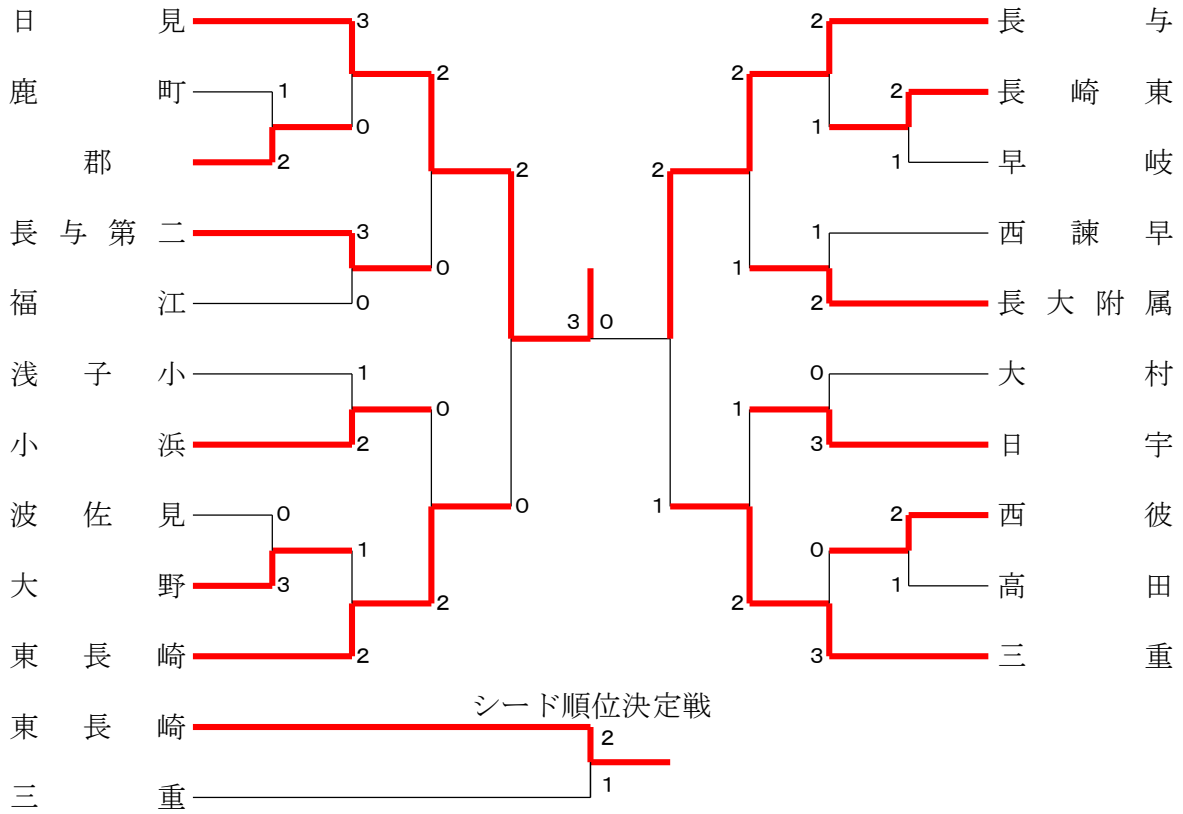 日見 3 2 長与
2 2
鹿町 1 2 長崎東
0 1
郡 2 1 早岐
2 2
長与第二 3 1 西諫早
0 1
福江 0 2 長大附属
3 0
浅子小 1 0 大村
0 1
小浜 2 3 日宇
波佐見 0 0 1 2 西彼
1 0
大野 3 1 高田
2 2
東長崎 2 3 三重
シード順位決定戦
東長崎 2
三重 1